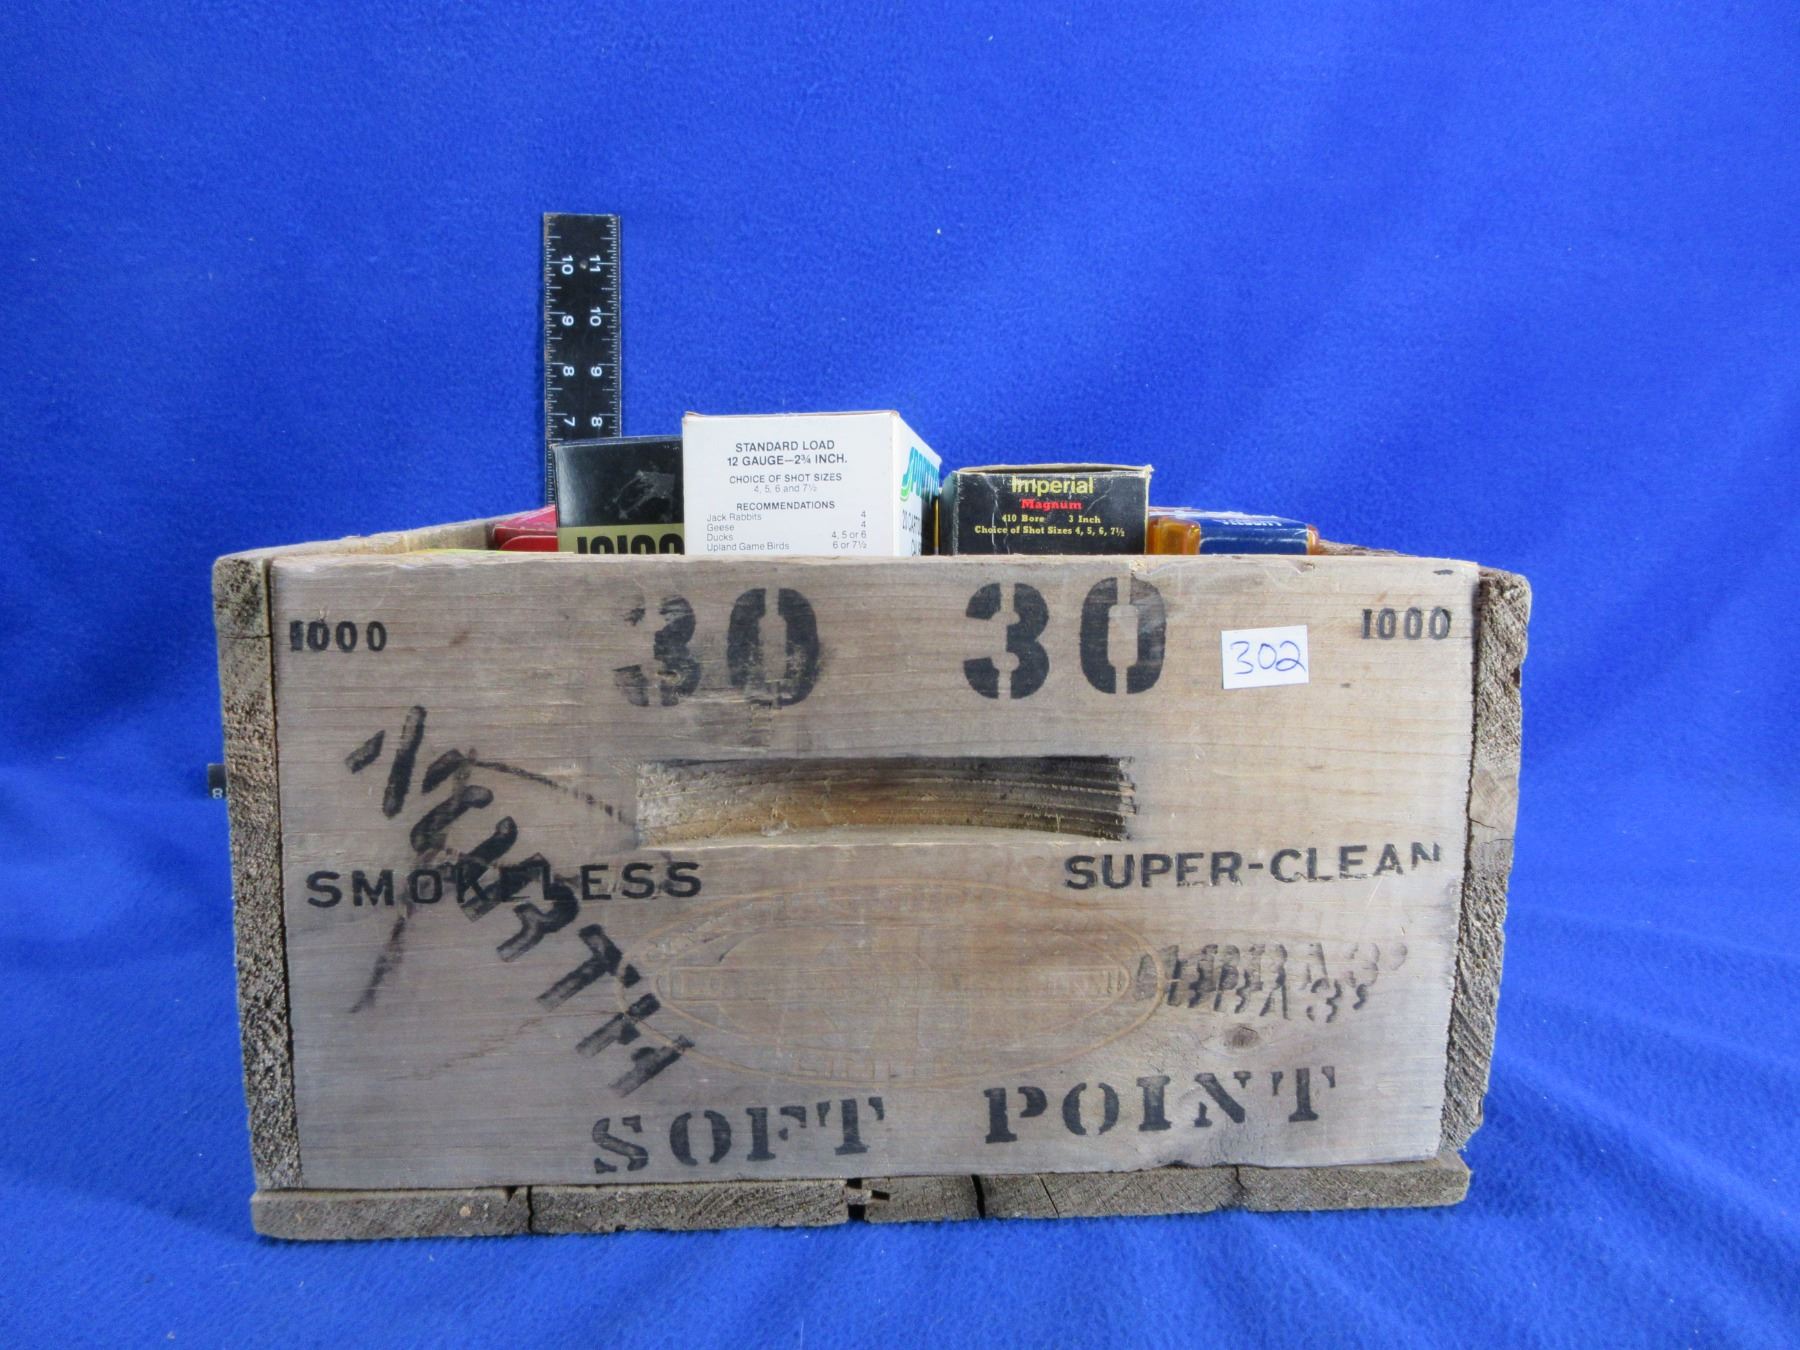 10 11
9 10
8 9
7 8
STANDARD LOAD
12 GAUGE—2¾ INCH.
CHOICE OF SHOT SIZES
4, 5, 6 and 7½
RECOMMENDATIONS
Jack Rabbits 4
Geese 4
Ducks 4, 5 or 6
Upland Game Birds 6 or 7½
Imperial
Magnum
410 Bore 3 Inch
Choice of Shot Sizes 4, 5, 6, 7½
30 30
1000 1000
302
8
NORTH
SMOKELESS SUPER-CLEAN
SOFT POINT